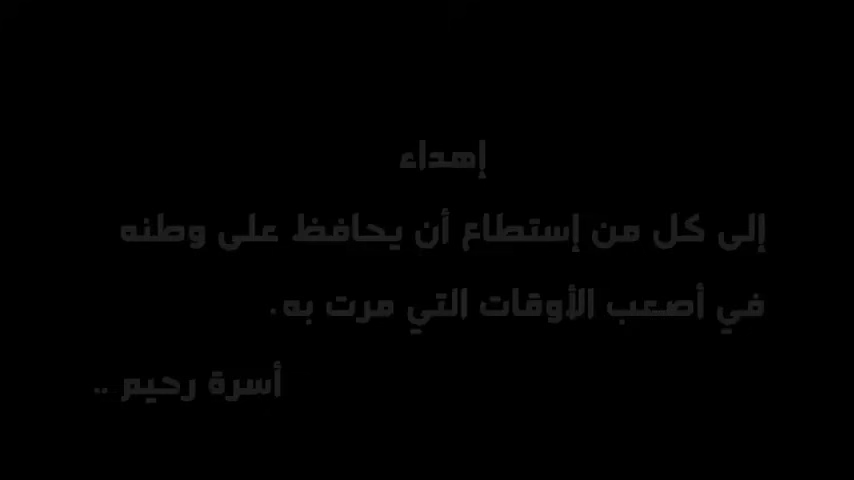 إهداء
إلى كل من إستطاع أن يحافظ على وطنه
في أصعب الأوقات التي مرت به .
أسرة رحيم ..